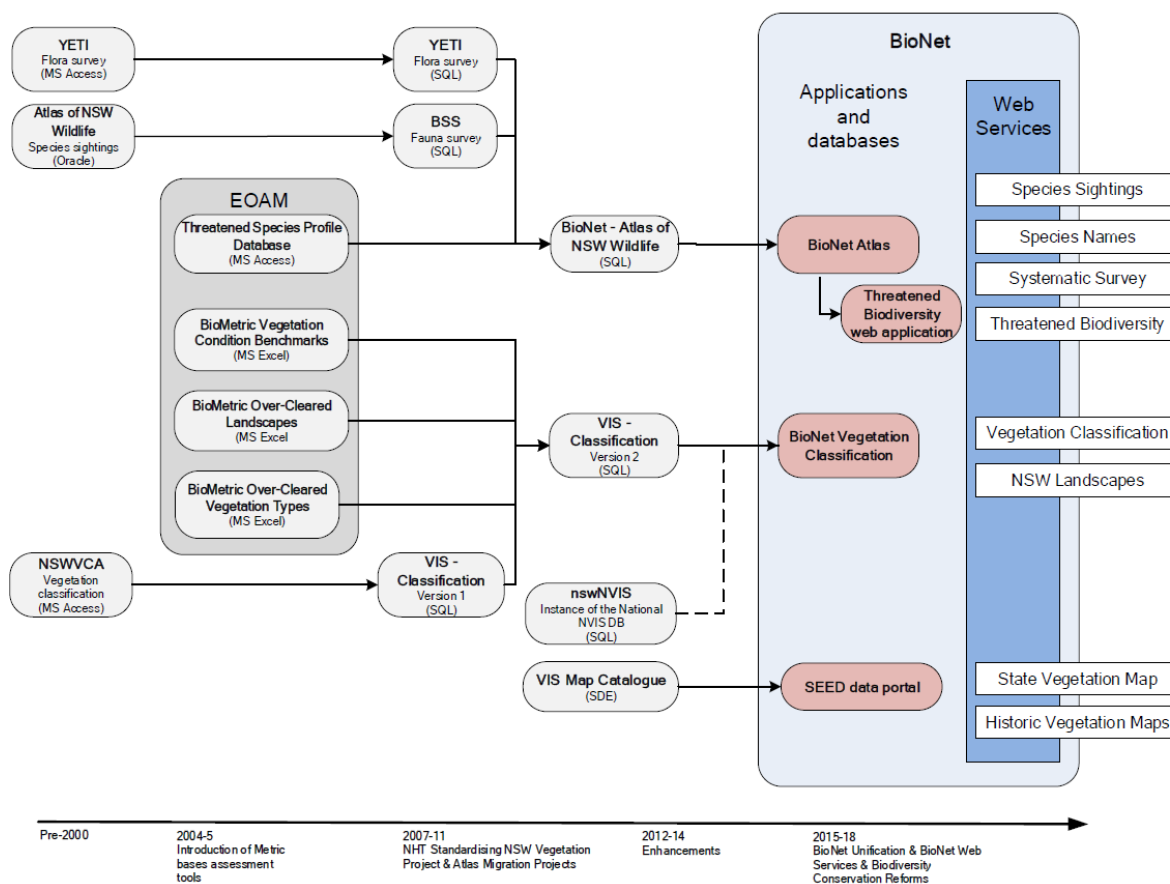 YETI
Flora survey
(MS Access)
YETI
Flora survey
(SQL)
Atlas of NSW
Wildlife
Species sightings
(Oracle)
BSS
Fauna survey
(SQL)
EOAM
Threatened Species Profile
Database
(MS Access)
BioMetric Vegetation
Condition Benchmarks
(MS Excel)
BioMetric Over-Cleared
Landscapes
(MS Excel
BioMetric Over-Cleared
Vegetation Types
(MS Excel)
NSWVCA
Vegetation
classification
(MS Access)
VIS -
Classification
Version 1
(SQL)
BioNet - Atlas of
NSW Wildlife
(SQL)
VIS -
Classification
Version 2
(SQL)
nswNVIS
Instance of the National
NVIS DB
(SQL)
VIS Map Catalogue
(SDE)
BioNet
Applications
and
databases
BioNet Atlas
Threatened
Biodiversity
web application
BioNet Vegetation
Classification
SEED data portal
Web
Services
Species Sightings
Species Names
Systematic Survey
Threatened Biodiversity
Vegetation Classification
NSW Landscapes
State Vegetation Map
Historic Vegetation Maps
Pre-2000
2004-5
Introduction of Metric
bases assessment
tools
2007-11
NHT Standardising NSW Vegetation
Project & Atlas Migration Projects
2012-14
Enhancements
2015-18
BioNet Unification & BioNet Web
Services & Biodiversity
Conservation Reforms